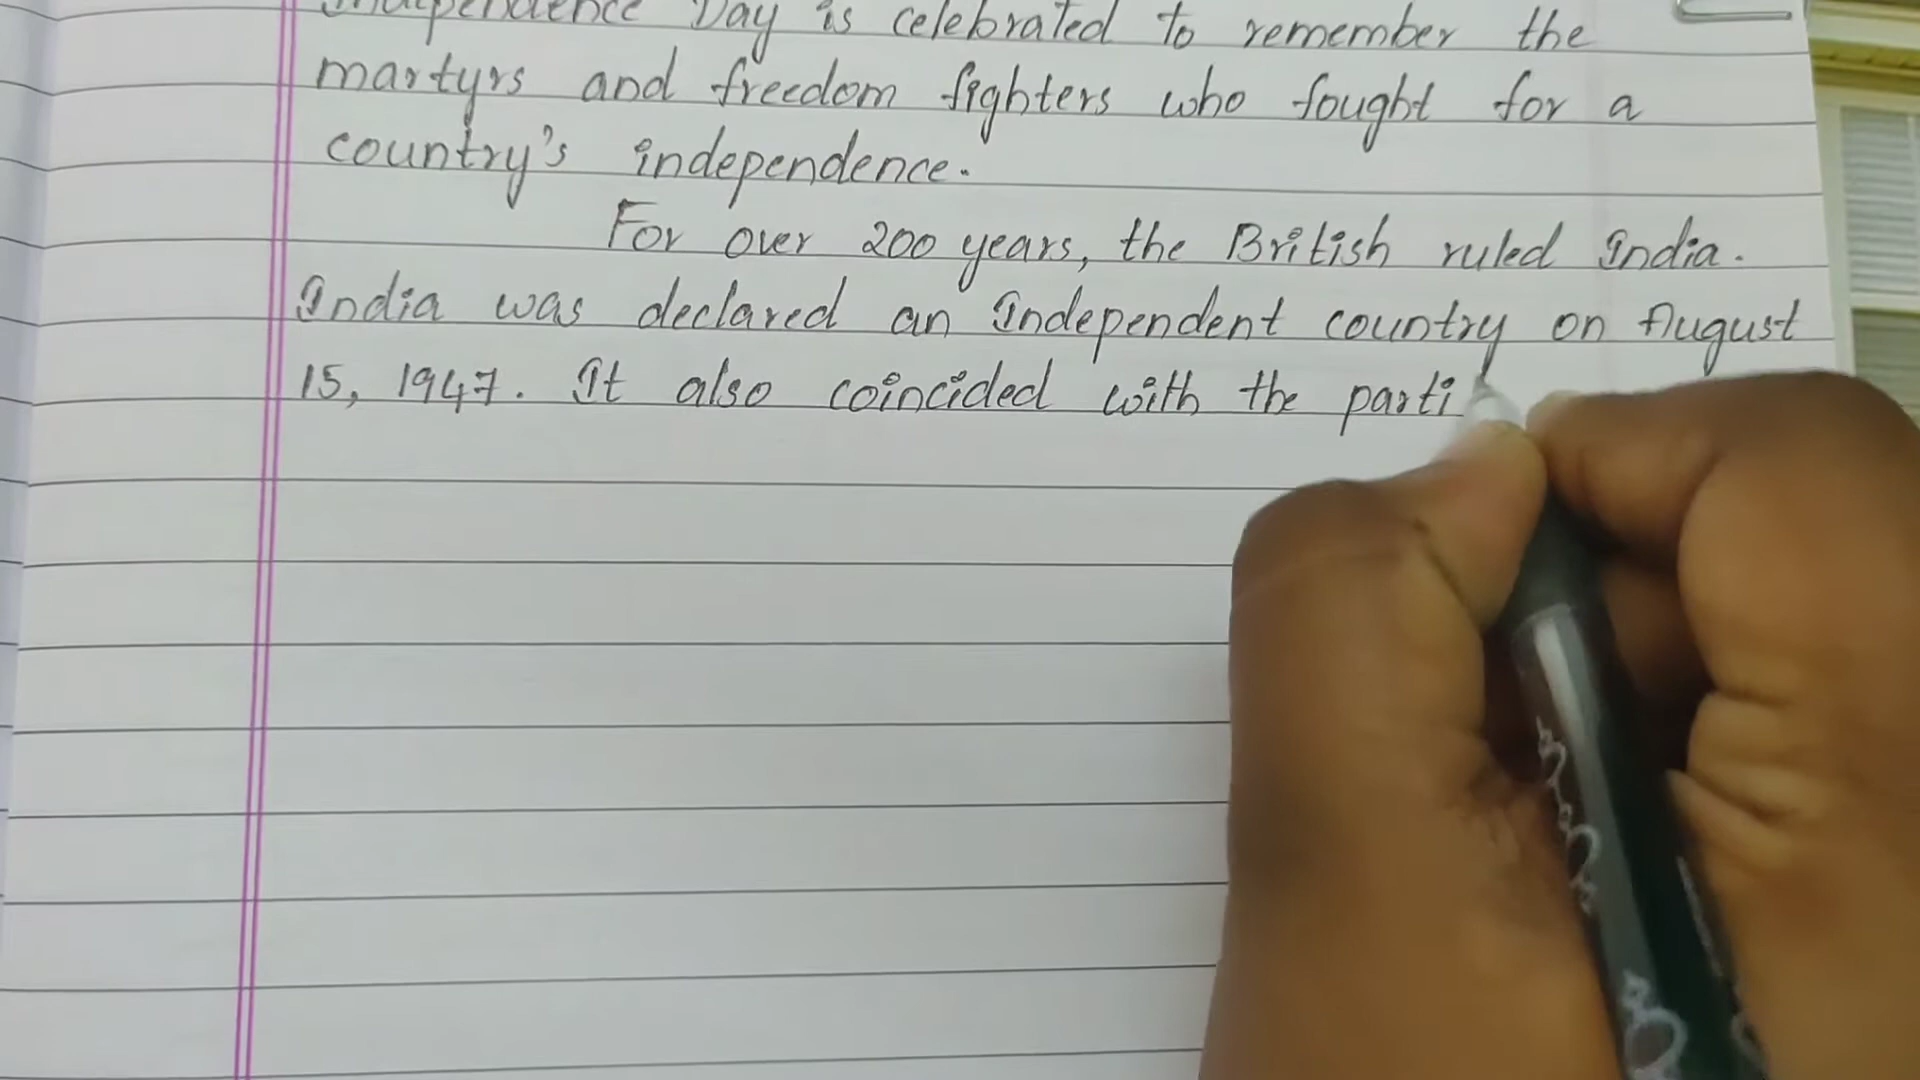 Independence Day is celebrated to remember the
martyrs and freedom fighters who fought for a
country's independence.
For over 200 years, the British ruled India.
India was declared an Independent country on August
15, 1947. It also coincided with the parti